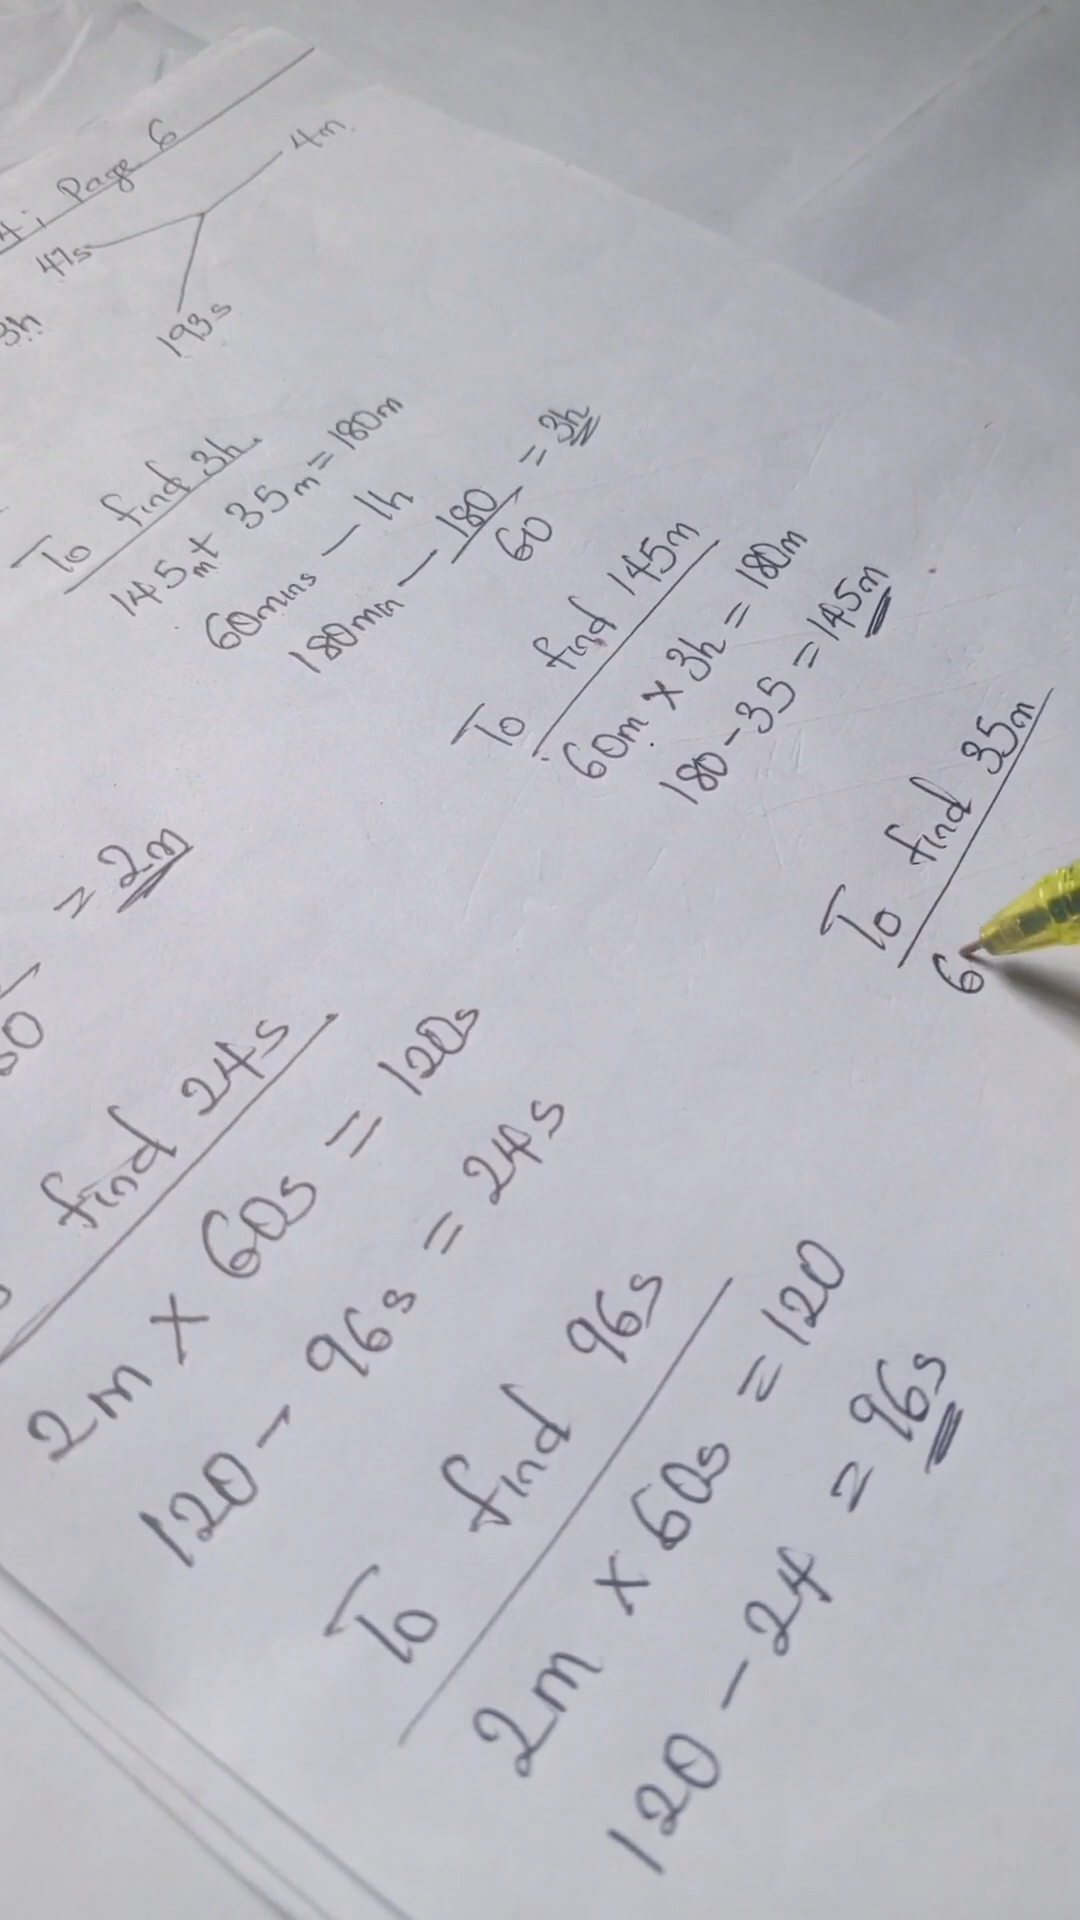 4; Page 6
47s
4m
193s
3h
To find 3h
145m + 35m = 180m
60mins — 1h
180min — 180/60 = 3h
To find 145m
60m × 3h = 180m
180 - 35 = 145m
To find 35m
6
= 2m
60
find 24s
2m × 60s = 120s
120 - 96s = 24s
To find 96s
2m × 60s = 120
120 - 24 = 96s